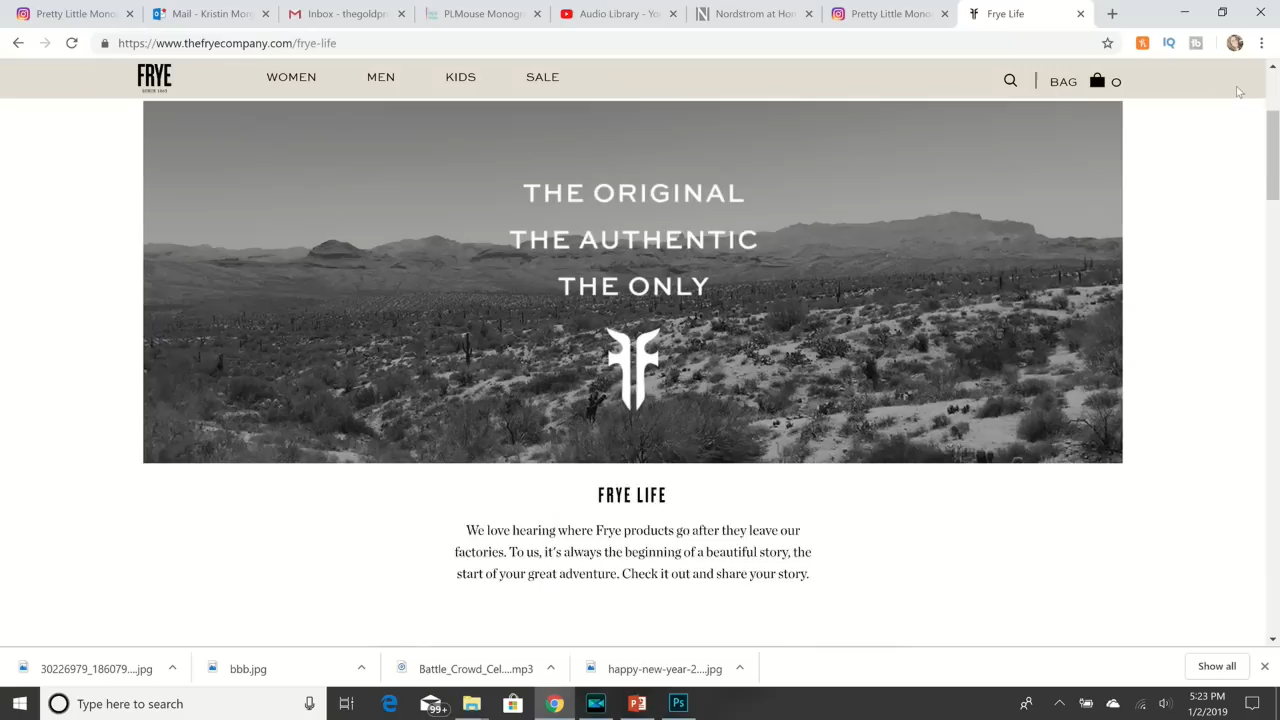 Pretty Little Mono
Mail - Kristin Mor
Inbox - thegoldpr
PLMouse Monogr
Audio Library - Yo
Nordstrom at Hor
Pretty Little Mono
Frye Life
https://www.thefryecompany.com/frye-life
FRYE
WOMEN
MEN
KIDS
SALE
BAG
0
THE ORIGINAL
THE AUTHENTIC
THE ONLY
FRYE LIFE
We love hearing where Frye products go after they leave our
factories. To us, it's always the beginning of a beautiful story, the
start of your great adventure. Check it out and share your story.
30226979_186079....jpg
bbb.jpg
Battle_Crowd_Cel....mp3
happy-new-year-2....jpg
Show all
Type here to search
99+
5:23 PM
1/2/2019